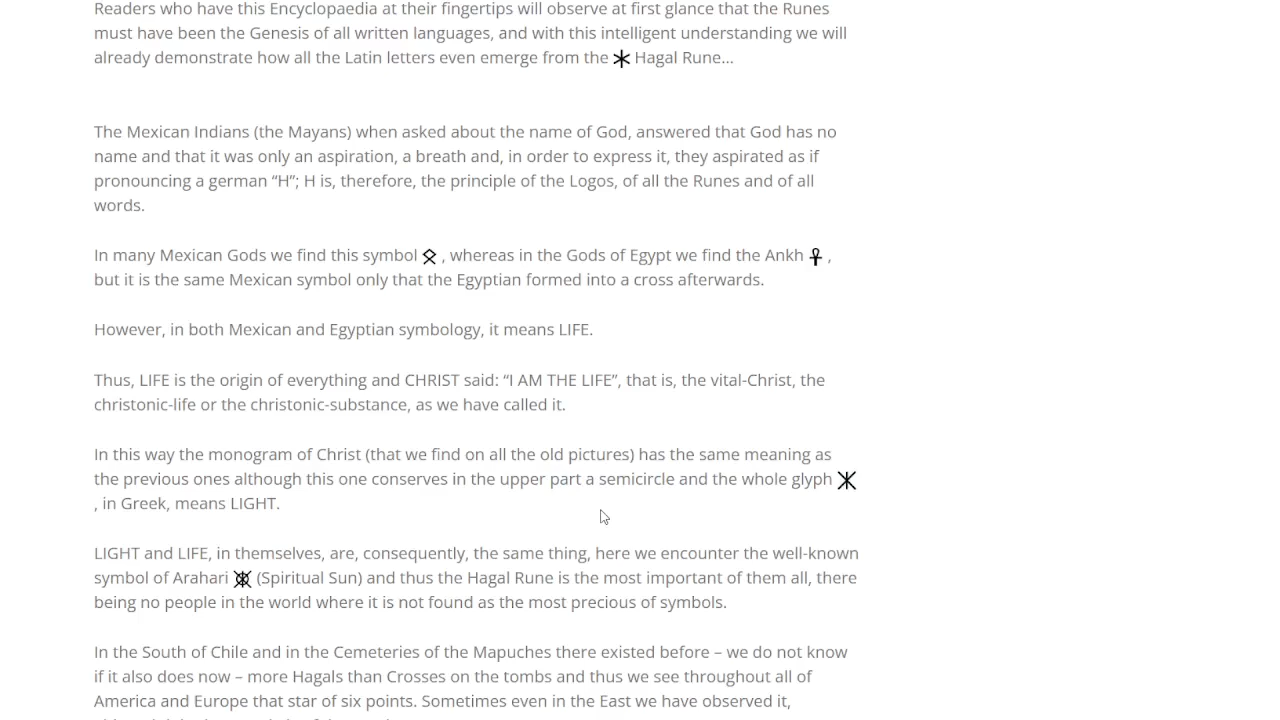 Readers who have this Encyclopaedia at their fingertips will observe at first glance that the Runes
must have been the Genesis of all written languages, and with this intelligent understanding we will
already demonstrate how all the Latin letters even emerge from the Hagal Rune...
The Mexican Indians (the Mayans) when asked about the name of God, answered that God has no
name and that it was only an aspiration, a breath and, in order to express it, they aspirated as if
pronouncing a german “H”; H is, therefore, the principle of the Logos, of all the Runes and of all
words.
In many Mexican Gods we find this symbol , whereas in the Gods of Egypt we find the Ankh ,
but it is the same Mexican symbol only that the Egyptian formed into a cross afterwards.
However, in both Mexican and Egyptian symbology, it means LIFE.
Thus, LIFE is the origin of everything and CHRIST said: “I AM THE LIFE”, that is, the vital-Christ, the
christonic-life or the christonic-substance, as we have called it.
In this way the monogram of Christ (that we find on all the old pictures) has the same meaning as
the previous ones although this one conserves in the upper part a semicircle and the whole glyph
, in Greek, means LIGHT.
LIGHT and LIFE, in themselves, are, consequently, the same thing, here we encounter the well-known
symbol of Arahari (Spiritual Sun) and thus the Hagal Rune is the most important of them all, there
being no people in the world where it is not found as the most precious of symbols.
In the South of Chile and in the Cemeteries of the Mapuches there existed before – we do not know
if it also does now – more Hagals than Crosses on the tombs and thus we see throughout all of
America and Europe that star of six points. Sometimes even in the East we have observed it,